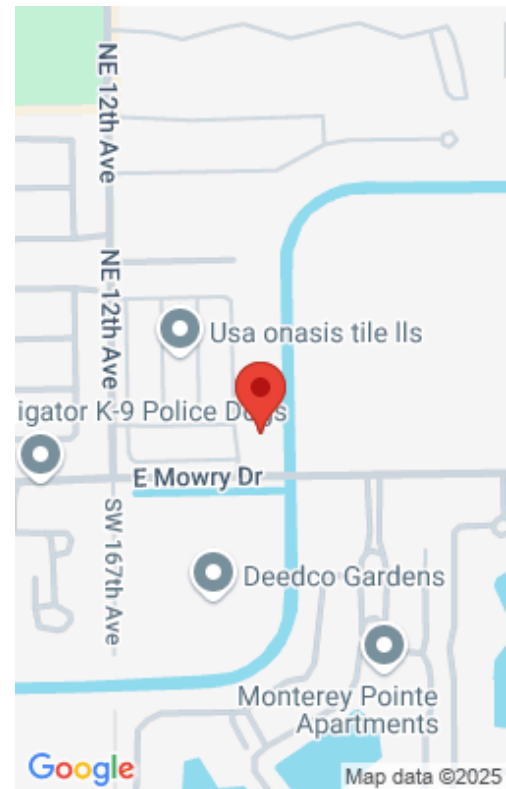 NE 12th Ave
NE 12th Ave
Usa onasis tile lls
igator K-9 Police Dogs
E Mowry Dr
SW 167th Ave
Deedco Gardens
Monterey Pointe
Apartments
Google
Map data ©2025